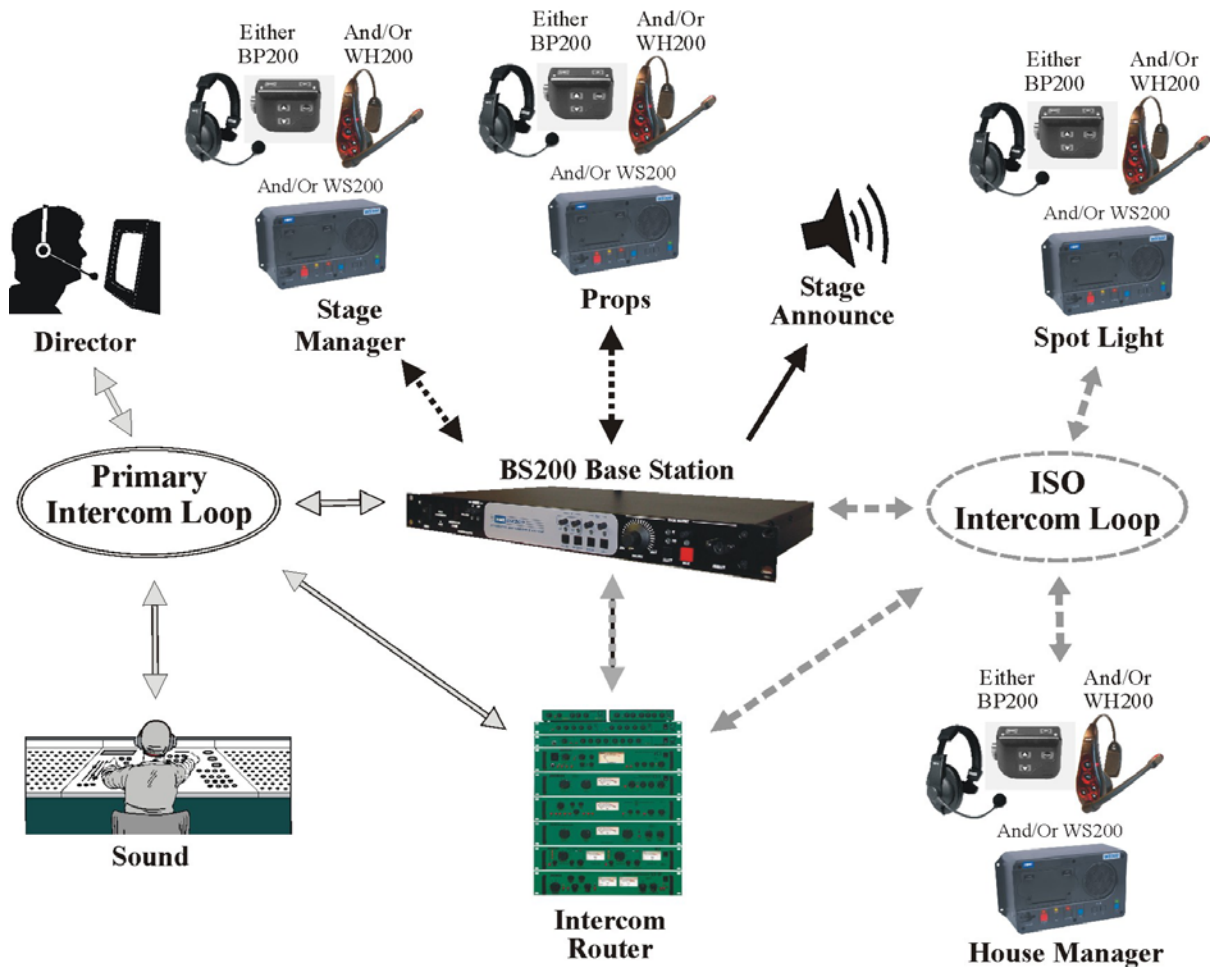 Either
BP200
And/Or
WH200
And/Or WS200
Stage
Manager
Either
BP200
And/Or
WH200
And/Or WS200
Props
Stage
Announce
Either
BP200
And/Or
WH200
And/Or WS200
Spot Light
Director
Primary
Intercom Loop
BS200 Base Station
ISO
Intercom Loop
Sound
Intercom
Router
Either
BP200
And/Or
WH200
And/Or WS200
House Manager